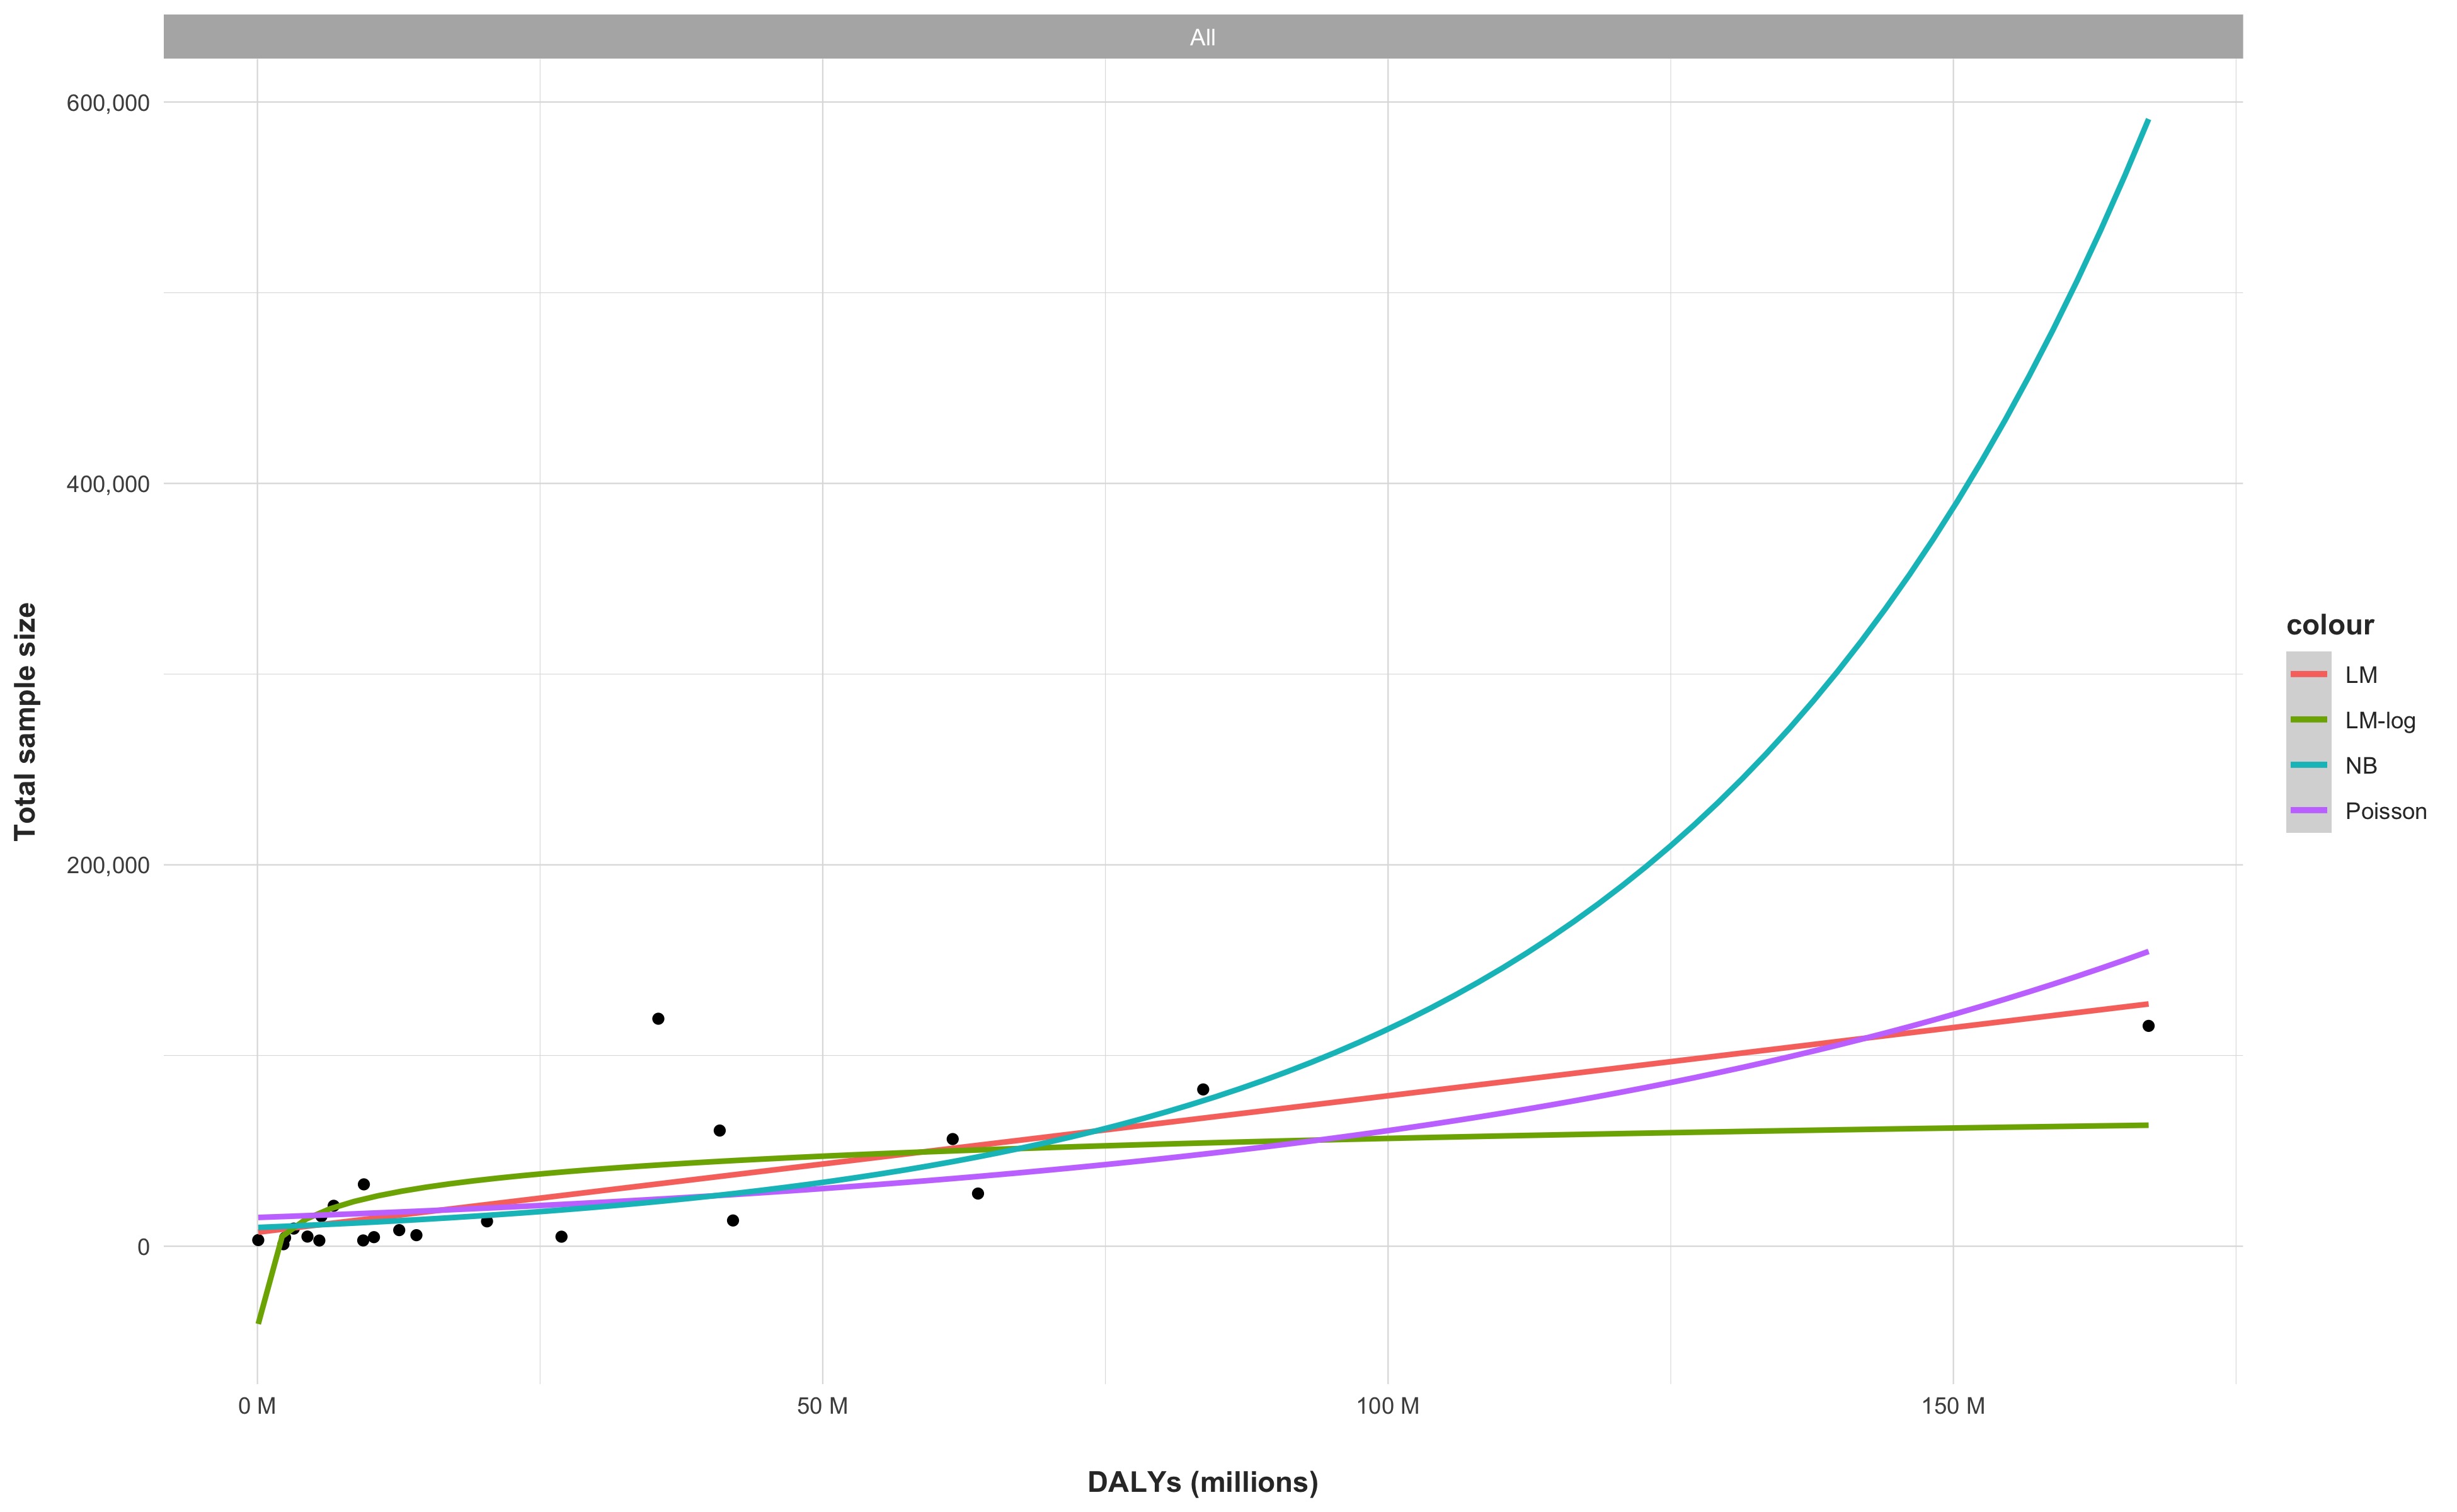 All
600,000
400,000
200,000
0
Total sample size
0 M
50 M
100 M
150 M
DALYs (millions)
colour
LM
LM-log
NB
Poisson